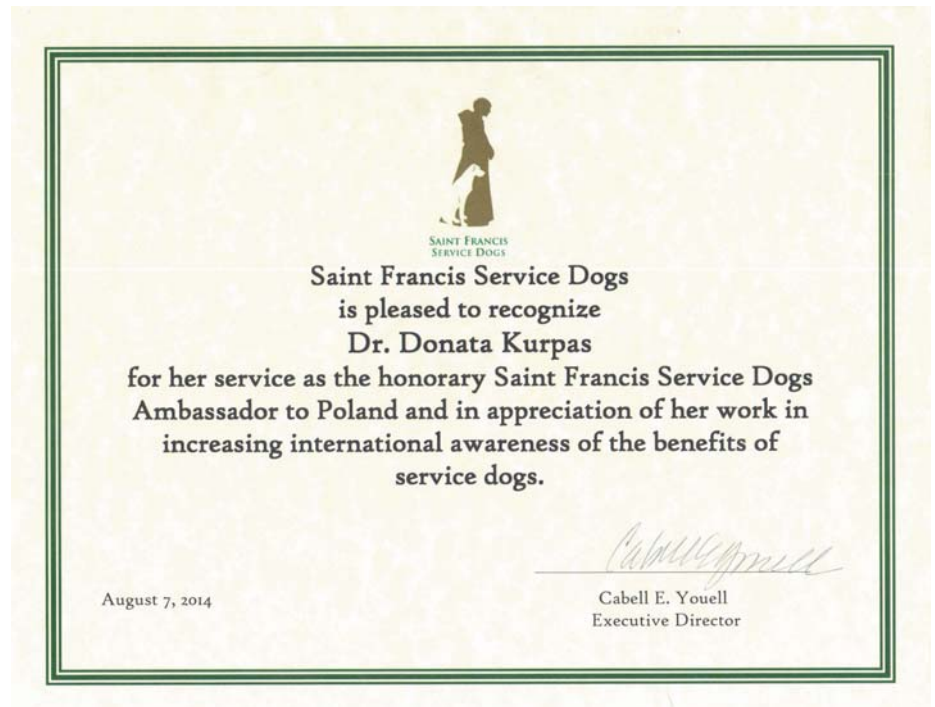 SAINT FRANCIS
SERVICE DOGS
Saint Francis Service Dogs
is pleased to recognize
Dr. Donata Kurpas
for her service as the honorary Saint Francis Service Dogs
Ambassador to Poland and in appreciation of her work in
increasing international awareness of the benefits of
service dogs.
Cabell E Youell
August 7, 2014
Cabell E. Youell
Executive Director